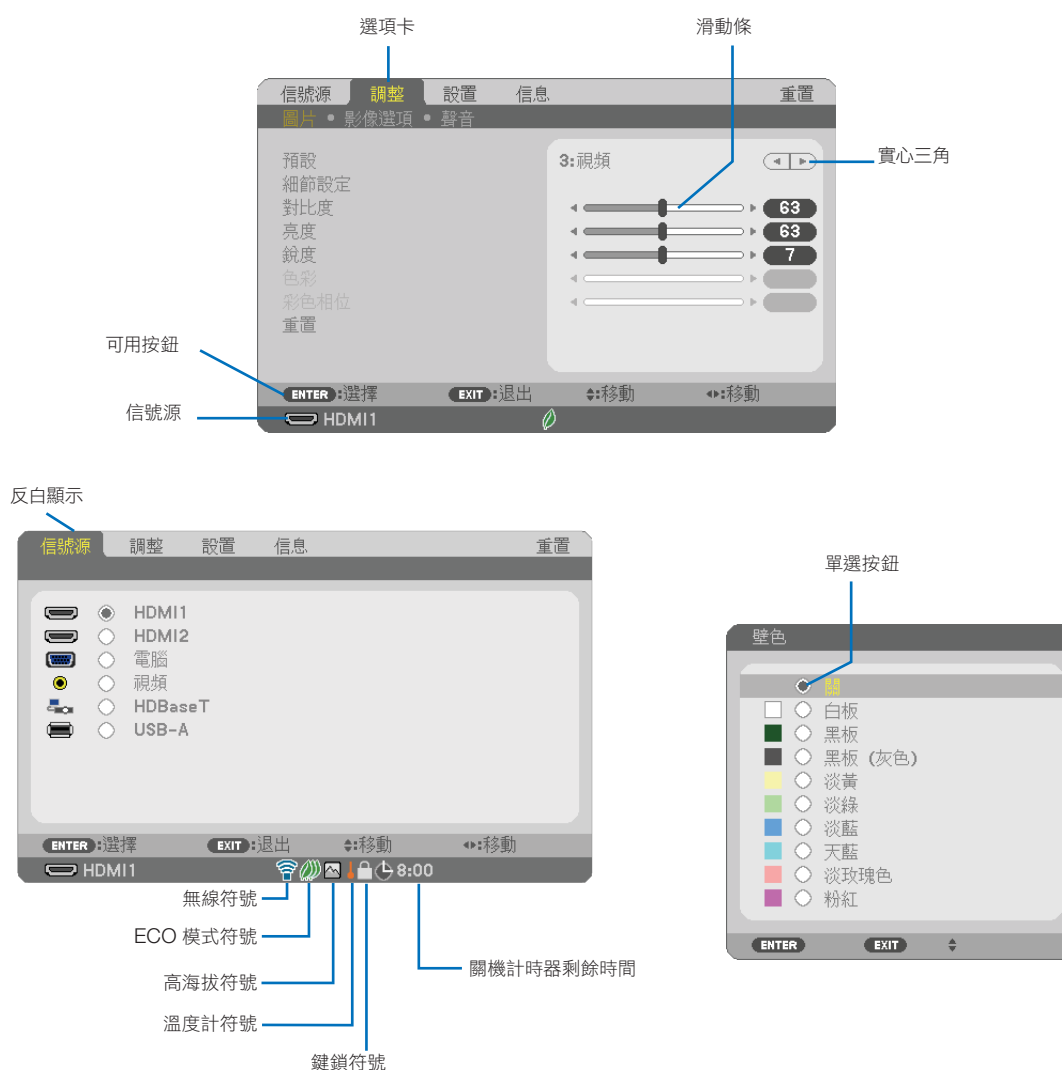 選項卡
滑動條
信號源 調整 設置 信息 重置
圖片 • 影像選項 • 聲音
預設 3:視頻
實心三角
細節設定
對比度 63
亮度 63
銳度 7
色彩
彩色相位
重置
可用按鈕
ENTER:選擇 EXIT:退出 :移動 :移動
信號源
HDMI1
反白顯示
信號源 調整 設置 信息 重置
HDMI1
HDMI2
電腦
視頻
HDBaseT
USB-A
ENTER:選擇 EXIT:退出 :移動 :移動
HDMI1 8:00
無線符號
ECO 模式符號
高海拔符號
溫度計符號
鍵鎖符號
關機計時器剩餘時間
單選按鈕
壁色
關
白板
黑板
黑板 (灰色)
淡黃
淡綠
淡藍
天藍
淡玫瑰色
粉紅
ENTER EXIT